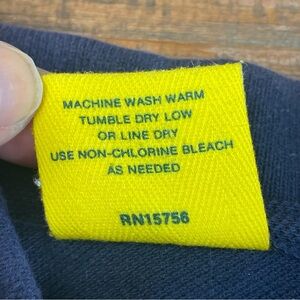 MACHINE WASH WARM
TUMBLE DRY LOW
OR LINE DRY
USE NON-CHLORINE BLEACH
AS NEEDED
RN15756